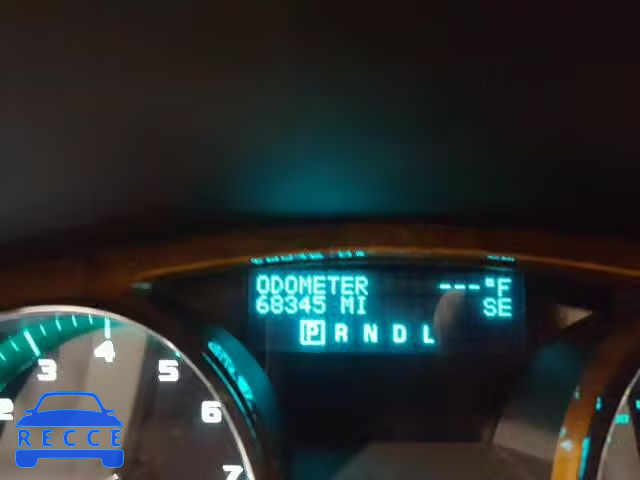 ODOMETER ---°F
68345 MI SE
P R N D L
2 3 4 5 6 7
RECCE